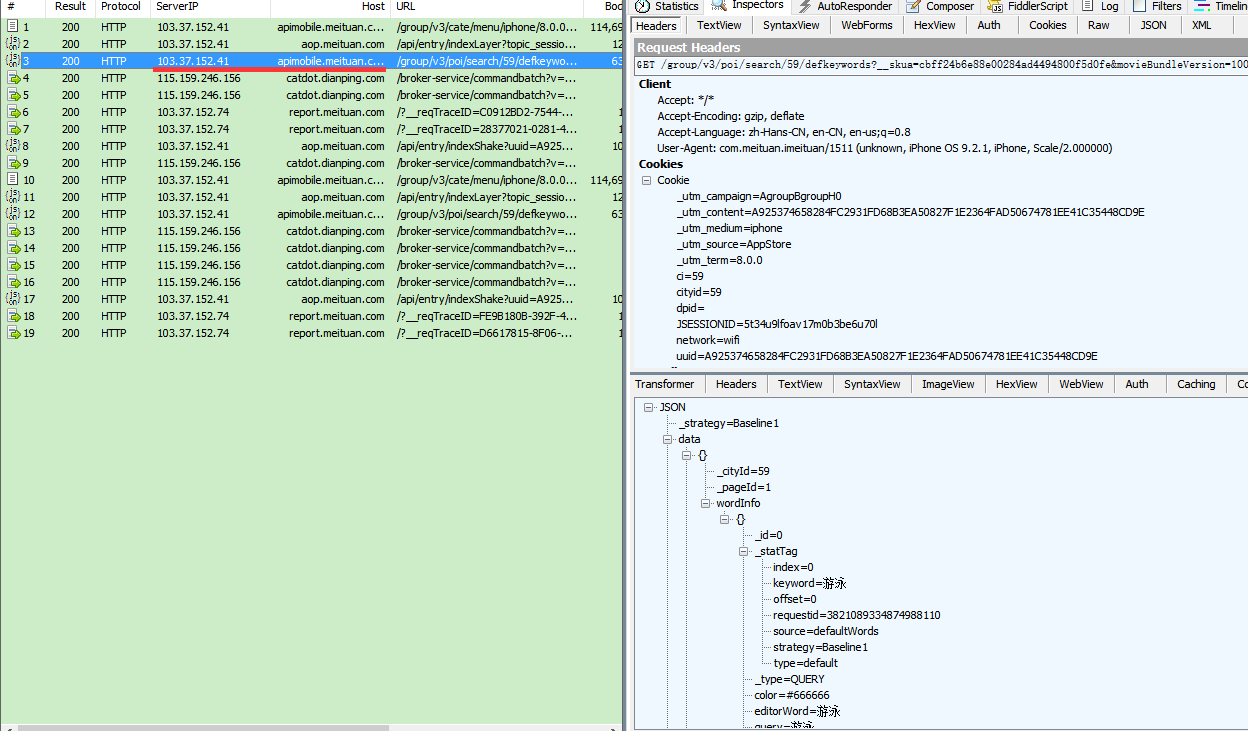 # Result Protocol ServerIP Host URL Bod
1 200 HTTP 103.37.152.41 apimobile.meituan.c... /group/v3/cate/menu/iphone/8.0.0... 114,69
2 200 HTTP 103.37.152.41 aop.meituan.com /api/entry/indexLayer?topic_sessio... 12
3 200 HTTP 103.37.152.41 apimobile.meituan.c... /group/v3/poi/search/59/defkeywo... 63
4 200 HTTP 115.159.246.156 catdot.dianping.com /broker-service/commandbatch?v=...
5 200 HTTP 115.159.246.156 catdot.dianping.com /broker-service/commandbatch?v=...
6 200 HTTP 103.37.152.74 report.meituan.com /?__reqTraceID=C0912BD2-7544-... 1
7 200 HTTP 103.37.152.74 report.meituan.com /?__reqTraceID=28377021-0281-4... 1
8 200 HTTP 103.37.152.41 aop.meituan.com /api/entry/indexShake?uuid=A925... 10
9 200 HTTP 115.159.246.156 catdot.dianping.com /broker-service/commandbatch?v=...
10 200 HTTP 103.37.152.41 apimobile.meituan.c... /group/v3/cate/menu/iphone/8.0.0... 114,69
11 200 HTTP 103.37.152.41 aop.meituan.com /api/entry/indexLayer?topic_sessio... 12
12 200 HTTP 103.37.152.41 apimobile.meituan.c... /group/v3/poi/search/59/defkeywo... 63
13 200 HTTP 115.159.246.156 catdot.dianping.com /broker-service/commandbatch?v=...
14 200 HTTP 115.159.246.156 catdot.dianping.com /broker-service/commandbatch?v=...
15 200 HTTP 115.159.246.156 catdot.dianping.com /broker-service/commandbatch?v=...
16 200 HTTP 115.159.246.156 catdot.dianping.com /broker-service/commandbatch?v=...
17 200 HTTP 103.37.152.41 aop.meituan.com /api/entry/indexShake?uuid=A925... 10
18 200 HTTP 103.37.152.74 report.meituan.com /?__reqTraceID=FE9B180B-392F-4... 1
19 200 HTTP 103.37.152.74 report.meituan.com /?__reqTraceID=D6617815-8F06-... 1
Statistics Inspectors AutoResponder Composer FiddlerScript Log Filters Timelin
Headers TextView SyntaxView WebForms HexView Auth Cookies Raw JSON XML
Request Headers
GET /group/v3/poi/search/59/defkeywords?__skua=cbff24b6e88e00284ad4494800f5d0fe&movieBundleVersion=100
Client
Accept: */*
Accept-Encoding: gzip, deflate
Accept-Language: zh-Hans-CN, en-CN, en-us;q=0.8
User-Agent: com.meituan.imeituan/1511 (unknown, iPhone OS 9.2.1, iPhone, Scale/2.000000)
Cookies
Cookie
_utm_campaign=AgroupBgroupH0
_utm_content=A925374658284FC2931FD68B3EA50827F1E2364FAD50674781EE41C35448CD9E
_utm_medium=iphone
_utm_source=AppStore
_utm_term=8.0.0
ci=59
cityid=59
dpid=
JSESSIONID=5t34u9lfoav17m0b3be6u70l
network=wifi
uuid=A925374658284FC2931FD68B3EA50827F1E2364FAD50674781EE41C35448CD9E
Transformer Headers TextView SyntaxView ImageView HexView WebView Auth Caching Co
JSON
_strategy=Baseline1
data
{}
_cityId=59
_pageId=1
wordInfo
{}
_id=0
_statTag
index=0
keyword=游泳
offset=0
requestid=3821089334874988110
source=defaultWords
strategy=Baseline1
type=default
_type=QUERY
color=#666666
editorWord=游泳
query=游泳